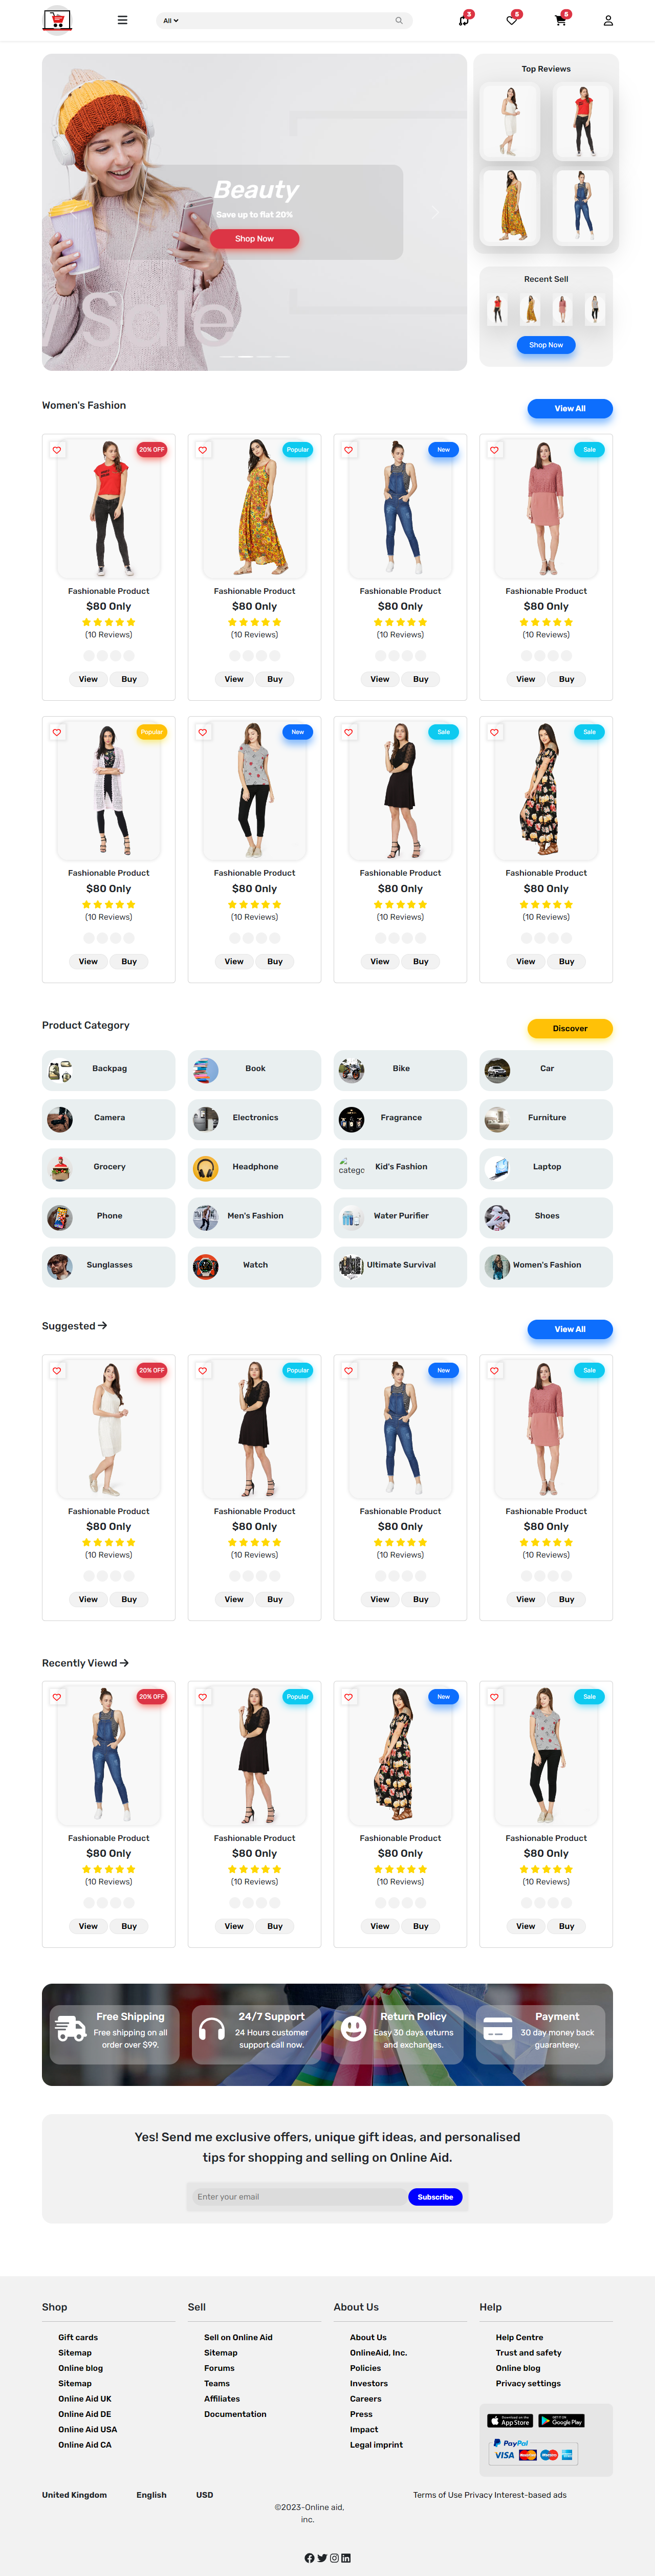 All
3
5
5
Beauty
Save up to flat 20%
Shop Now
Sale
Top Reviews
Recent Sell
Shop Now
Women's Fashion
View All
20% OFF
Popular
New
Sale
Fashionable Product
Fashionable Product
Fashionable Product
Fashionable Product
$80 Only
$80 Only
$80 Only
$80 Only
(10 Reviews)
(10 Reviews)
(10 Reviews)
(10 Reviews)
View Buy
View Buy
View Buy
View Buy
Popular
New
Sale
Sale
Fashionable Product
Fashionable Product
Fashionable Product
Fashionable Product
$80 Only
$80 Only
$80 Only
$80 Only
(10 Reviews)
(10 Reviews)
(10 Reviews)
(10 Reviews)
View Buy
View Buy
View Buy
View Buy
Product Category
Discover
Backpag
Book
Bike
Car
Camera
Electronics
Fragrance
Furniture
Grocery
Headphone
catego
Kid's Fashion
Laptop
Phone
Men's Fashion
Water Purifier
Shoes
Sunglasses
Watch
Ultimate Survival
Women's Fashion
Suggested
View All
20% OFF
Popular
New
Sale
Fashionable Product
Fashionable Product
Fashionable Product
Fashionable Product
$80 Only
$80 Only
$80 Only
$80 Only
(10 Reviews)
(10 Reviews)
(10 Reviews)
(10 Reviews)
View Buy
View Buy
View Buy
View Buy
Recently Viewd
20% OFF
Popular
New
Sale
Fashionable Product
Fashionable Product
Fashionable Product
Fashionable Product
$80 Only
$80 Only
$80 Only
$80 Only
(10 Reviews)
(10 Reviews)
(10 Reviews)
(10 Reviews)
View Buy
View Buy
View Buy
View Buy
Free Shipping
Free shipping on all
order over $99.
24/7 Support
24 Hours customer
support call now.
Return Policy
Easy 30 days returns
and exchanges.
Payment
30 day money back
guaranteey.
Yes! Send me exclusive offers, unique gift ideas, and personalised
tips for shopping and selling on Online Aid.
Enter your email
Subscribe
Shop
Gift cards
Sitemap
Online blog
Sitemap
Online Aid UK
Online Aid DE
Online Aid USA
Online Aid CA
Sell
Sell on Online Aid
Sitemap
Forums
Teams
Affiliates
Documentation
About Us
About Us
OnlineAid, Inc.
Policies
Investors
Careers
Press
Impact
Legal imprint
Help
Help Centre
Trust and safety
Online blog
Privacy settings
App Store
Google Play
PayPal
VISA
United Kingdom
English
USD
Terms of Use Privacy Interest-based ads
©2023-Online aid,
inc.